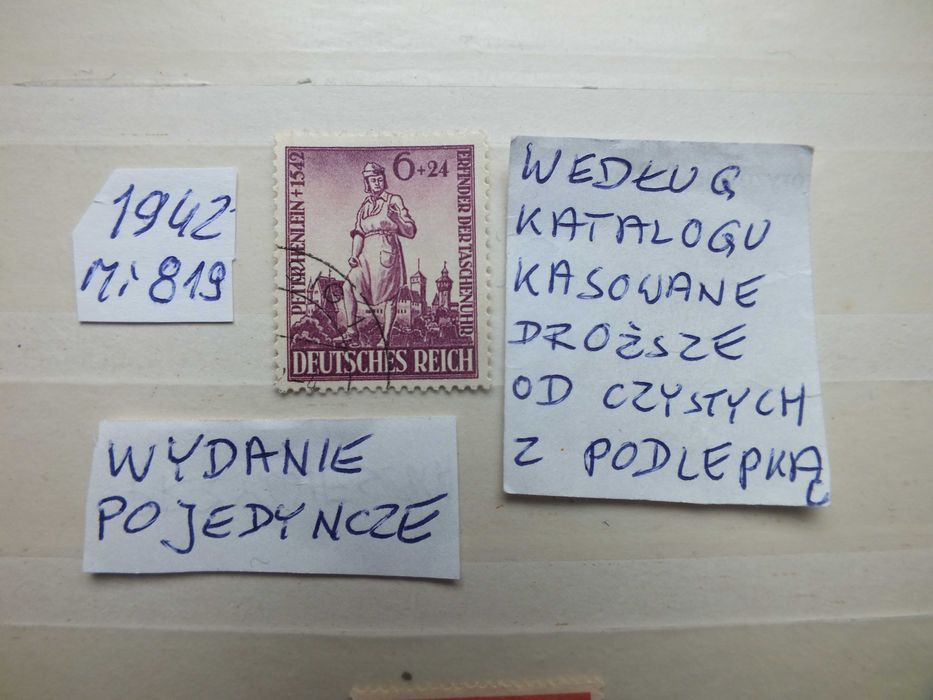 1942
Mi 819
PETER HENLEIN + 1542
6+24
ERFINDER DER TASCHENUHR
DEUTSCHES REICH
WEDŁUG
KATALOGU
KASOWANE
DROŻSZE
OD CZYSTYCH
Z PODLEPKĄ
WYDANIE
POJEDYNCZE